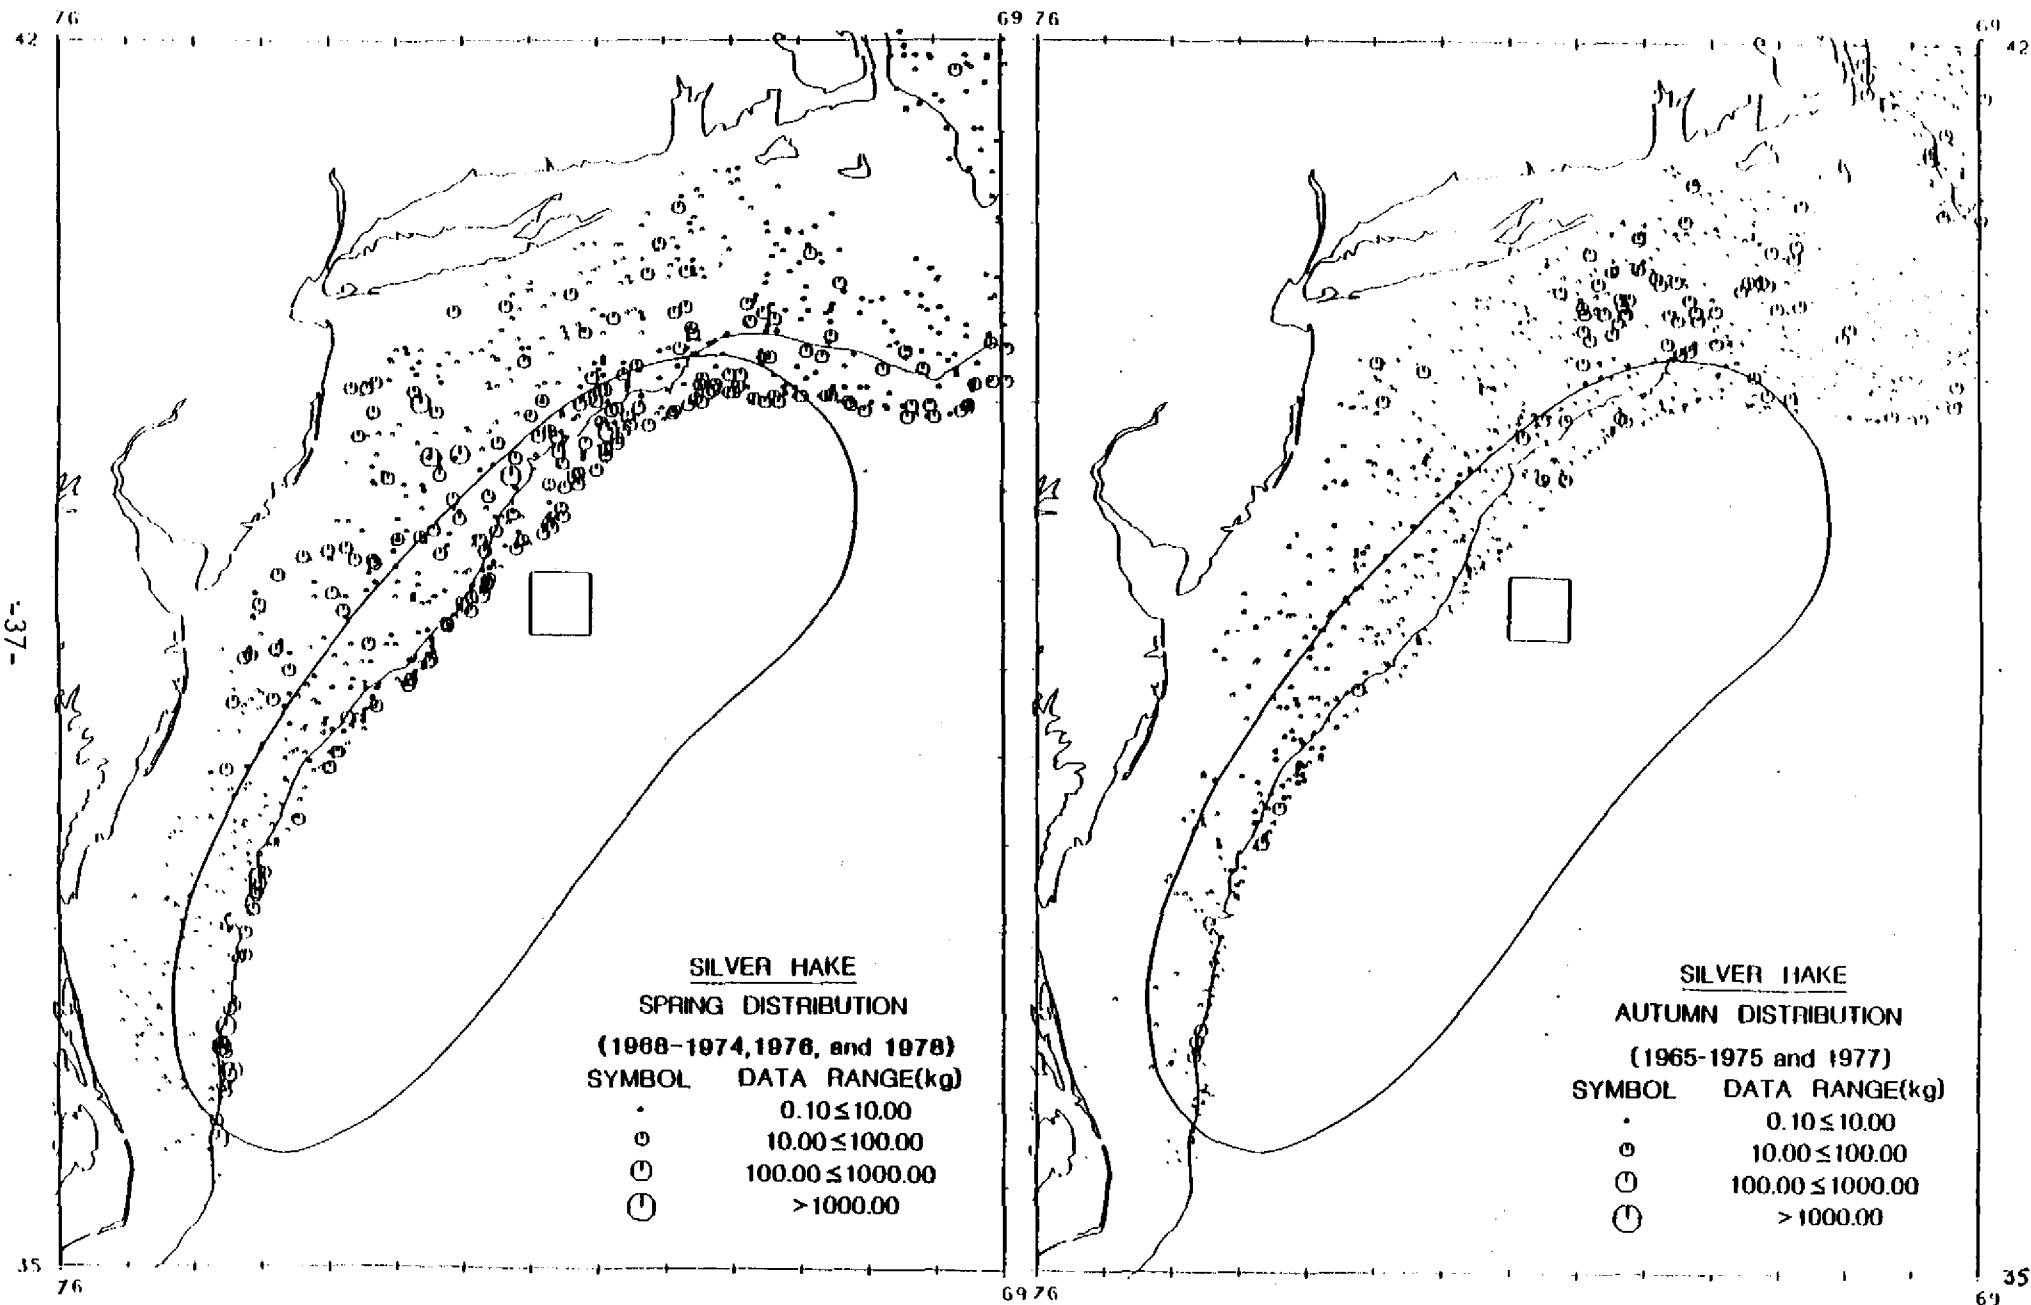 76
69
76
69
42
42
-37-
SILVER HAKE
SPRING DISTRIBUTION
(1968-1974,1976, and 1978)
SYMBOL DATA RANGE(kg)
0.10≤10.00
10.00≤100.00
100.00≤1000.00
>1000.00
SILVER HAKE
AUTUMN DISTRIBUTION
(1965-1975 and 1977)
SYMBOL DATA RANGE(kg)
0.10≤10.00
10.00≤100.00
100.00≤1000.00
>1000.00
35
35
76
69
76
69